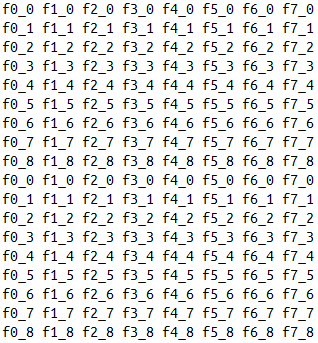 f0_0 f1_0 f2_0 f3_0 f4_0 f5_0 f6_0 f7_0
f0_1 f1_1 f2_1 f3_1 f4_1 f5_1 f6_1 f7_1
f0_2 f1_2 f2_2 f3_2 f4_2 f5_2 f6_2 f7_2
f0_3 f1_3 f2_3 f3_3 f4_3 f5_3 f6_3 f7_3
f0_4 f1_4 f2_4 f3_4 f4_4 f5_4 f6_4 f7_4
f0_5 f1_5 f2_5 f3_5 f4_5 f5_5 f6_5 f7_5
f0_6 f1_6 f2_6 f3_6 f4_6 f5_6 f6_6 f7_6
f0_7 f1_7 f2_7 f3_7 f4_7 f5_7 f6_7 f7_7
f0_8 f1_8 f2_8 f3_8 f4_8 f5_8 f6_8 f7_8
f0_0 f1_0 f2_0 f3_0 f4_0 f5_0 f6_0 f7_0
f0_1 f1_1 f2_1 f3_1 f4_1 f5_1 f6_1 f7_1
f0_2 f1_2 f2_2 f3_2 f4_2 f5_2 f6_2 f7_2
f0_3 f1_3 f2_3 f3_3 f4_3 f5_3 f6_3 f7_3
f0_4 f1_4 f2_4 f3_4 f4_4 f5_4 f6_4 f7_4
f0_5 f1_5 f2_5 f3_5 f4_5 f5_5 f6_5 f7_5
f0_6 f1_6 f2_6 f3_6 f4_6 f5_6 f6_6 f7_6
f0_7 f1_7 f2_7 f3_7 f4_7 f5_7 f6_7 f7_7
f0_8 f1_8 f2_8 f3_8 f4_8 f5_8 f6_8 f7_8